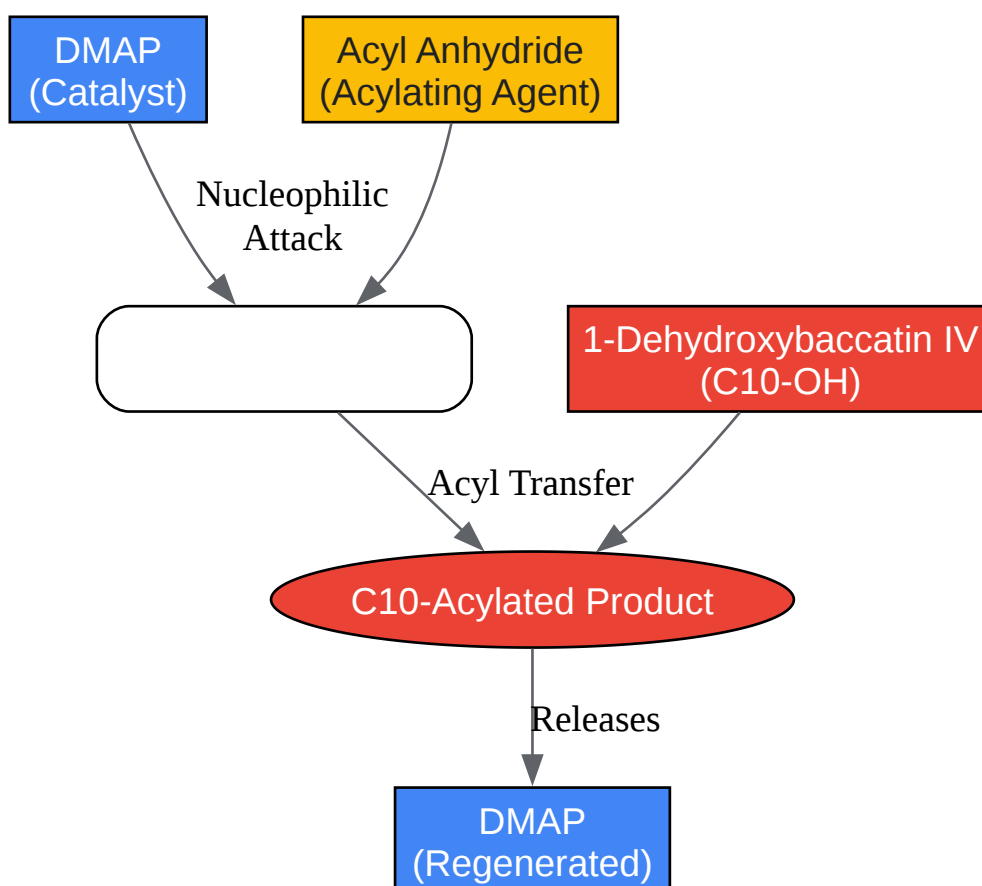 DMAP
(Catalyst)
Acyl Anhydride
(Acylating Agent)
Nucleophilic
Attack
1-Dehydroxybaccatin IV
(C10-OH)
Acyl Transfer
C10-Acylated Product
Releases
DMAP
(Regenerated)